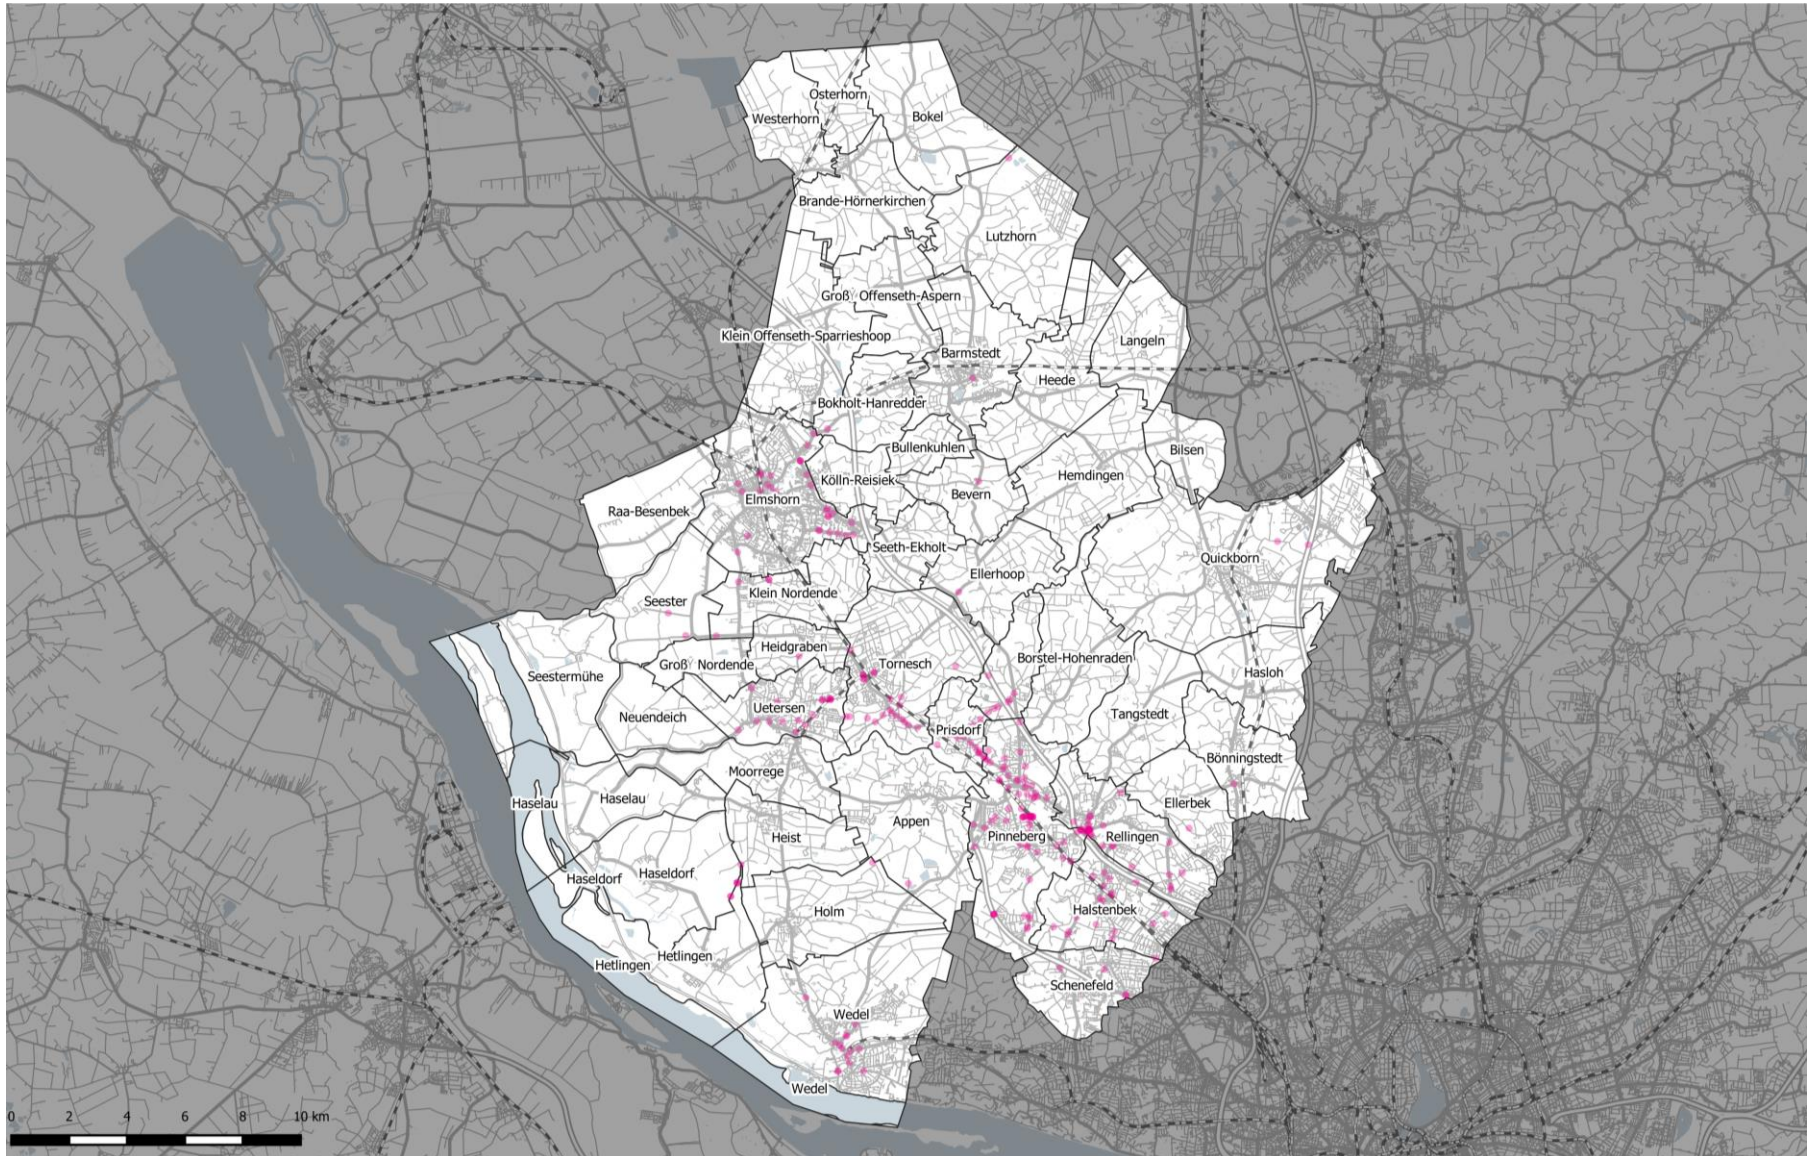 Osterhorn
Westerhorn
Bokel
Brande-Hörnerkirchen
Lutzhorn
Groß Offenseth-Aspern
Klein Offenseth-Sparrieshoop
Langeln
Barmstedt
Heede
Bokholt-Hanredder
Bullenkuhlen
Bilsen
Kölln-Reisiek
Hemdingen
Bevern
Elmshorn
Raa-Besenbek
Seeth-Ekholt
Quickborn
Ellerhoop
Klein Nordende
Seester
Heidgraben
Borstel-Hohenraden
Groß Nordende
Tornesch
Hasloh
Seestermühe
Uetersen
Tangstedt
Neuendeich
Prisdorf
Bönningstedt
Moorrege
Haselau
Haselau
Ellerbek
Appen
Heist
Pinneberg
Rellingen
Haseldorf
Haseldorf
Holm
Halstenbek
Hetlingen
Hetlingen
Schenefeld
Wedel
Wedel
0 2 4 6 8 10 km